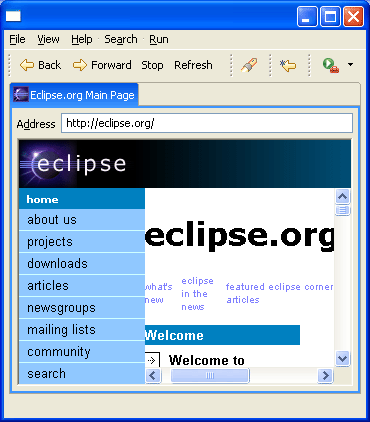 File View Help Search Run
Back Forward Stop Refresh
Eclipse.org Main Page
Address http://eclipse.org/
eclipse
home
about us
projects
downloads
articles
newsgroups
mailing lists
community
search
eclipse.org
what's new
eclipse in the news
featured articles
eclipse corner
Welcome
Welcome to